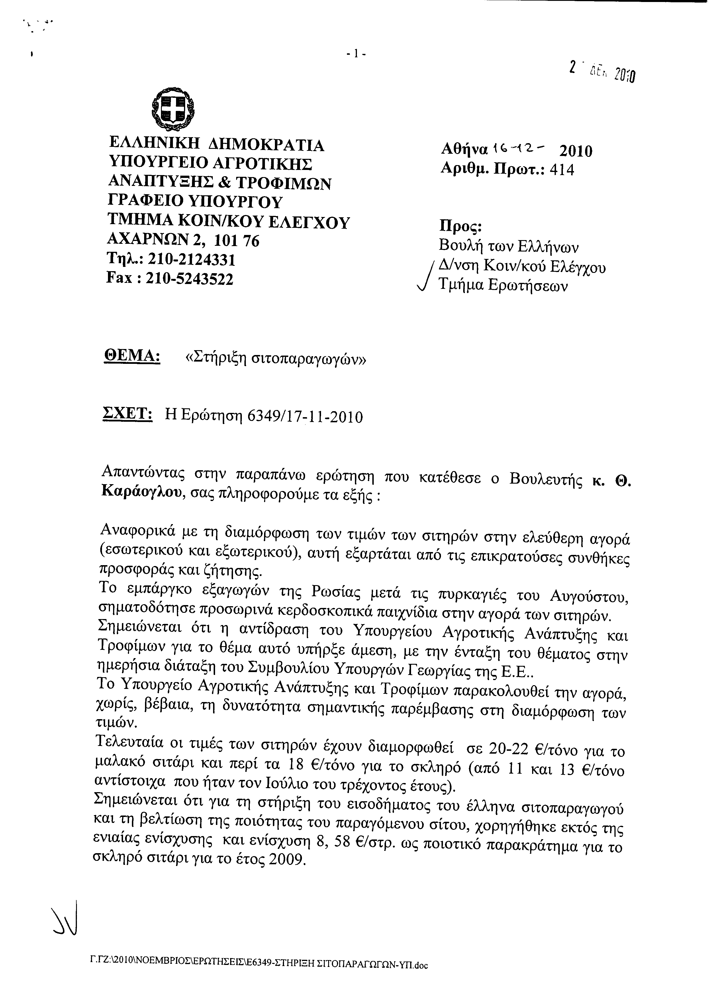 - 1 -
2 ΔΕΚ 2010
ΕΛΛΗΝΙΚΗ ΔΗΜΟΚΡΑΤΙΑ
ΥΠΟΥΡΓΕΙΟ ΑΓΡΟΤΙΚΗΣ
ΑΝΑΠΤΥΞΗΣ & ΤΡΟΦΙΜΩΝ
ΓΡΑΦΕΙΟ ΥΠΟΥΡΓΟΥ
ΤΜΗΜΑ ΚΟΙΝ/ΚΟΥ ΕΛΕΓΧΟΥ
ΑΧΑΡΝΩΝ 2, 101 76
Τηλ.: 210-2124331
Fax : 210-5243522
Αθήνα 16-12- 2010
Αριθμ. Πρωτ.: 414
Προς:
Βουλή των Ελλήνων
Δ/νση Κοιν/κού Ελέγχου
Τμήμα Ερωτήσεων
ΘΕΜΑ: «Στήριξη σιτοπαραγωγών»
ΣΧΕΤ: Η Ερώτηση 6349/17-11-2010
Απαντώντας στην παραπάνω ερώτηση που κατέθεσε ο Βουλευτής κ. Θ.
Καράογλου, σας πληροφορούμε τα εξής :
Αναφορικά με τη διαμόρφωση των τιμών των σιτηρών στην ελεύθερη αγορά
(εσωτερικού και εξωτερικού), αυτή εξαρτάται από τις επικρατούσες συνθήκες
προσφοράς και ζήτησης.
Το εμπάργκο εξαγωγών της Ρωσίας μετά τις πυρκαγιές του Αυγούστου,
σηματοδότησε προσωρινά κερδοσκοπικά παιχνίδια στην αγορά των σιτηρών.
Σημειώνεται ότι η αντίδραση του Υπουργείου Αγροτικής Ανάπτυξης και
Τροφίμων για το θέμα αυτό υπήρξε άμεση, με την ένταξη του θέματος στην
ημερήσια διάταξη του Συμβουλίου Υπουργών Γεωργίας της Ε.Ε..
Το Υπουργείο Αγροτικής Ανάπτυξης και Τροφίμων παρακολουθεί την αγορά,
χωρίς, βέβαια, τη δυνατότητα σημαντικής παρέμβασης στη διαμόρφωση των
τιμών.
Τελευταία οι τιμές των σιτηρών έχουν διαμορφωθεί σε 20-22 €/τόνο για το
μαλακό σιτάρι και περί τα 18 €/τόνο για το σκληρό (από 11 και 13 €/τόνο
αντίστοιχα που ήταν τον Ιούλιο του τρέχοντος έτους).
Σημειώνεται ότι για τη στήριξη του εισοδήματος του έλληνα σιτοπαραγωγού
και τη βελτίωση της ποιότητας του παραγόμενου σίτου, χορηγήθηκε εκτός της
ενιαίας ενίσχυσης και ενίσχυση 8, 58 €/στρ. ως ποιοτικό παρακράτημα για το
σκληρό σιτάρι για το έτος 2009.
Γ.ΓΖ:\2010\ΝΟΕΜΒΡΙΟΣ\ΕΡΩΤΗΣΕΙΣ\Ε6349-ΣΤΗΡΙΞΗ ΣΙΤΟΠΑΡΑΓΩΓΩΝ-ΥΠ.doc